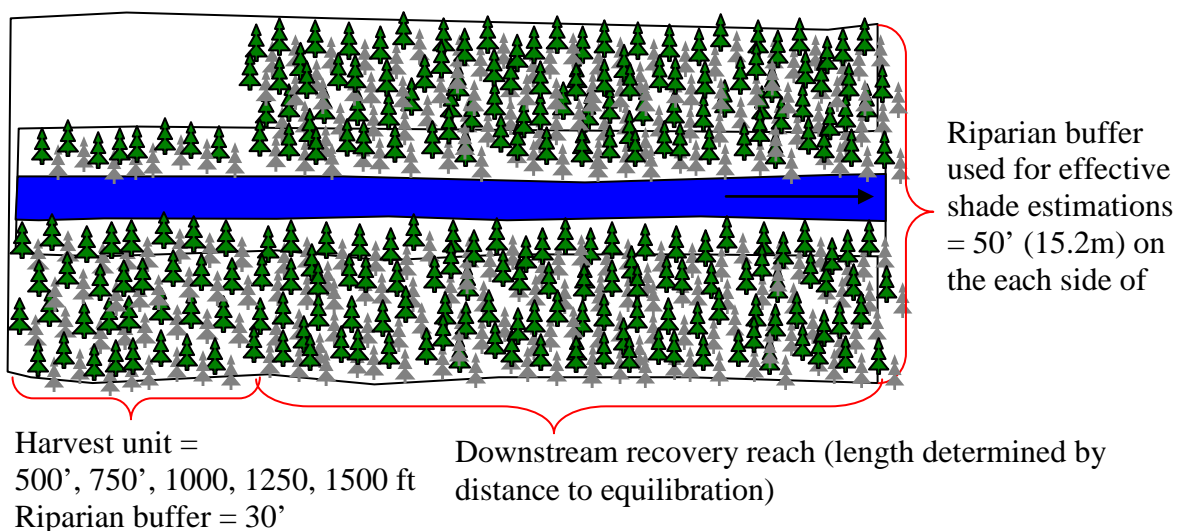 Riparian buffer
used for effective
shade estimations
= 50’ (15.2m) on
the each side of
Harvest unit =
500’, 750’, 1000, 1250, 1500 ft
Riparian buffer = 30’
Downstream recovery reach (length determined by
distance to equilibration)